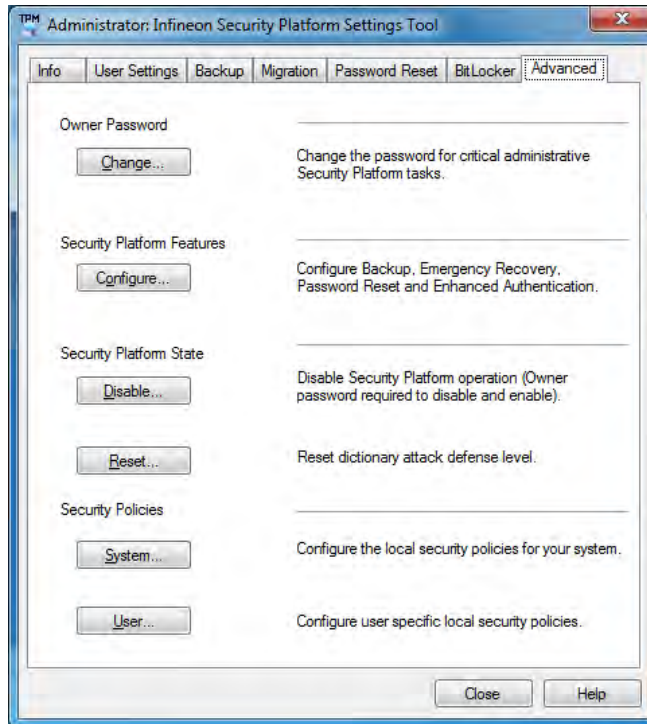 TPM Administrator: Infineon Security Platform Settings Tool
Info User Settings Backup Migration Password Reset BitLocker Advanced
Owner Password
Change...
Change the password for critical administrative
Security Platform tasks.
Security Platform Features
Configure...
Configure Backup, Emergency Recovery,
Password Reset and Enhanced Authentication.
Security Platform State
Disable...
Disable Security Platform operation (Owner
password required to disable and enable).
Reset...
Reset dictionary attack defense level.
Security Policies
System...
Configure the local security policies for your system.
User...
Configure user specific local security policies.
Close Help